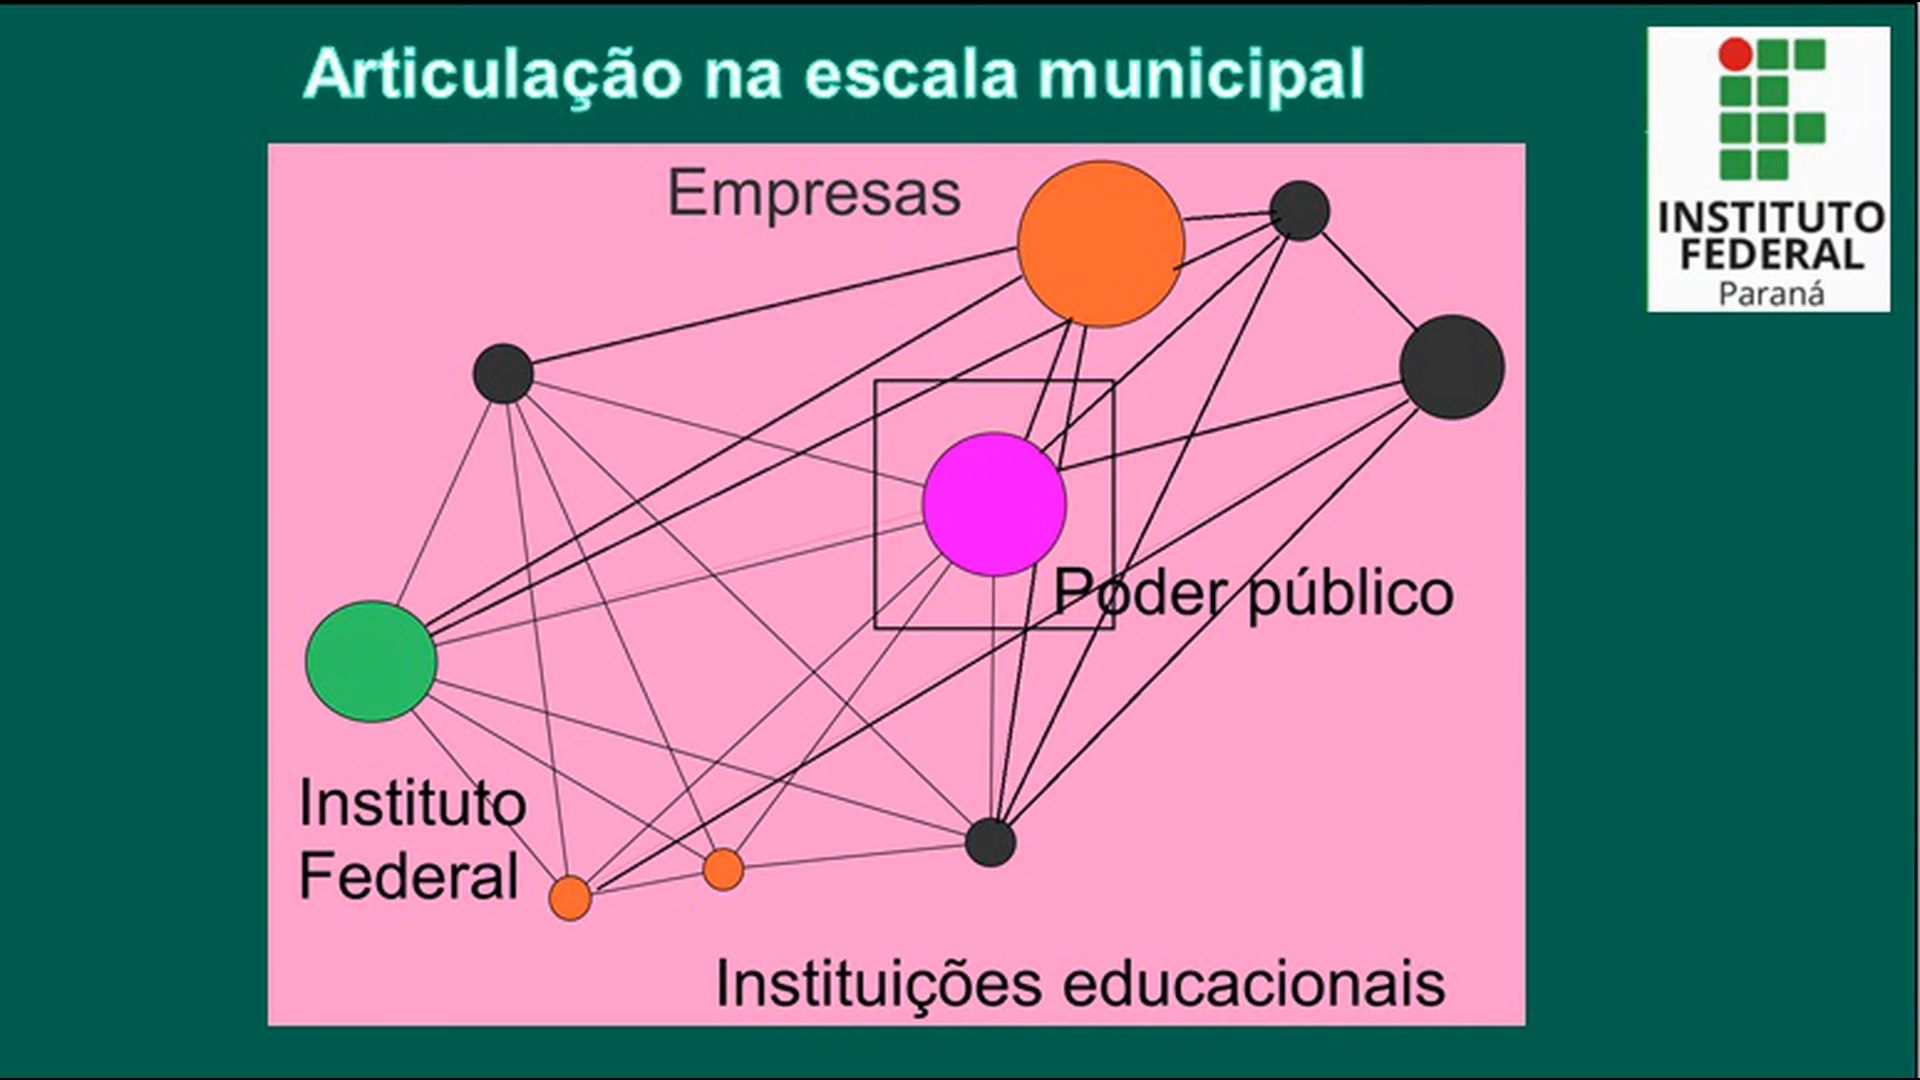 Articulação na escala municipal
INSTITUTO
FEDERAL
Paraná
Empresas
Poder público
Instituto
Federal
Instituições educacionais